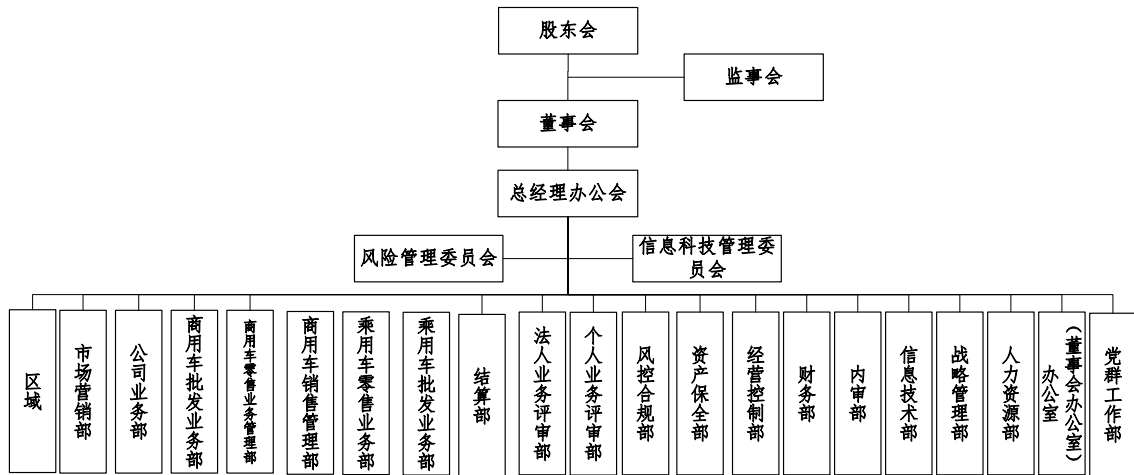 股东会
监事会
董事会
总经理办公会
风险管理委员会
信息科技管理委
员会
区域
市场营销部
公司业务部
商用车批发业务部
商用车零售业务管理部
商用车销售管理部
乘用车零售业务部
乘用车批发业务部
结算部
法人业务评审部
个人业务评审部
风控合规部
资产保全部
经营控制部
财务部
内审部
信息技术部
战略管理部
人力资源部
（董事会办公室）
办公室
党群工作部